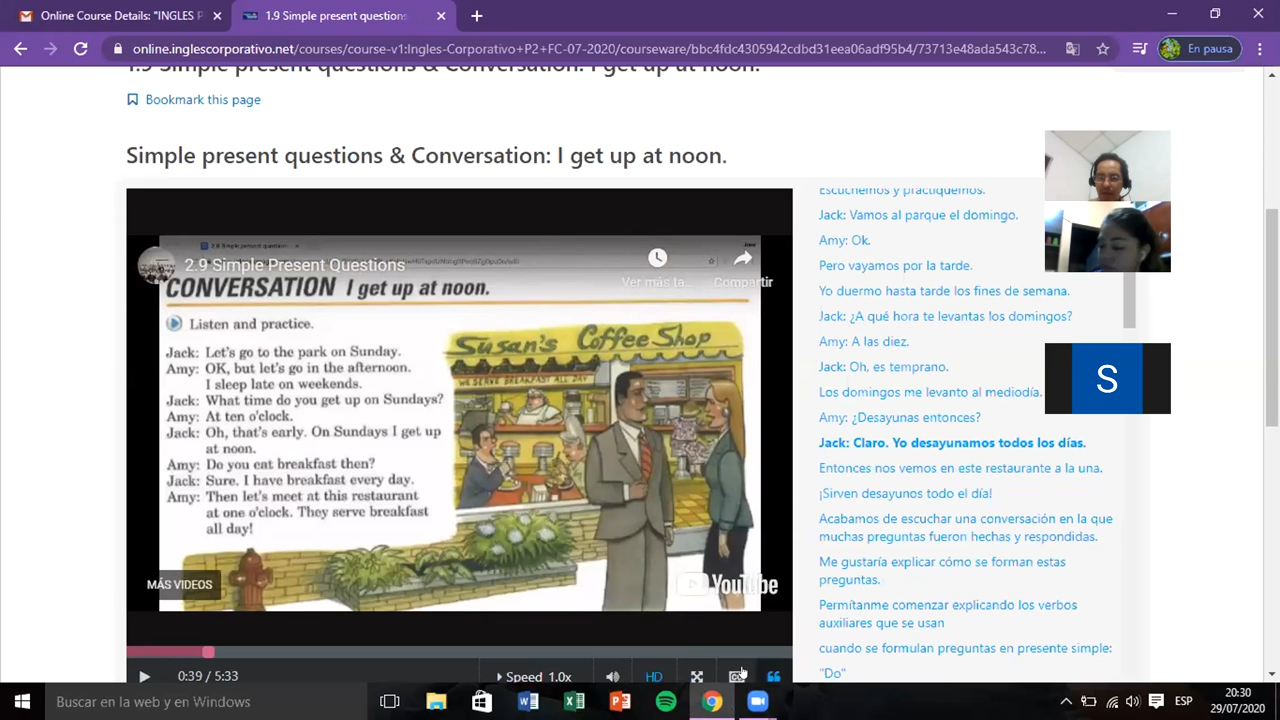 Online Course Details: "INGLES P
1.9 Simple present questions
online.inglescorporativo.net/courses/course-v1:Ingles-Corporativo+P2+FC-07-2020/courseware/bbc4fdc4305942cdbd31eea06adf95b4/73713e48ada543c78...
En pausa
1.9 Simple present questions & Conversation: I get up at noon.
Bookmark this page
Simple present questions & Conversation: I get up at noon.
2.9 Simple Present Questions
Ver más ta...
Compartir
CONVERSATION I get up at noon.
Listen and practice.
Jack: Let's go to the park on Sunday.
Amy: OK, but let's go in the afternoon.
I sleep late on weekends.
Jack: What time do you get up on Sundays?
Amy: At ten o'clock.
Jack: Oh, that's early. On Sundays I get up
at noon.
Amy: Do you eat breakfast then?
Jack: Sure. I have breakfast every day.
Amy: Then let's meet at this restaurant
at one o'clock. They serve breakfast
all day!
Susan's Coffee Shop
WE SERVE BREAKFAST ALL DAY
MÁS VIDEOS
YouTube
0:39 / 5:33
Speed 1.0x
HD
Escuchemos y practiquemos.
Jack: Vamos al parque el domingo.
Amy: Ok.
Pero vayamos por la tarde.
Yo duermo hasta tarde los fines de semana.
Jack: ¿A qué hora te levantas los domingos?
Amy: A las diez.
Jack: Oh, es temprano.
Los domingos me levanto al mediodía.
Amy: ¿Desayunas entonces?
Jack: Claro. Yo desayunamos todos los días.
Entonces nos vemos en este restaurante a la una.
¡Sirven desayunos todo el día!
Acabamos de escuchar una conversación en la que
muchas preguntas fueron hechas y respondidas.
Me gustaría explicar cómo se forman estas
preguntas.
Permítanme comenzar explicando los verbos
auxiliares que se usan
cuando se formulan preguntas en presente simple:
"Do"
S
Buscar en la web y en Windows
ESP
20:30
29/07/2020